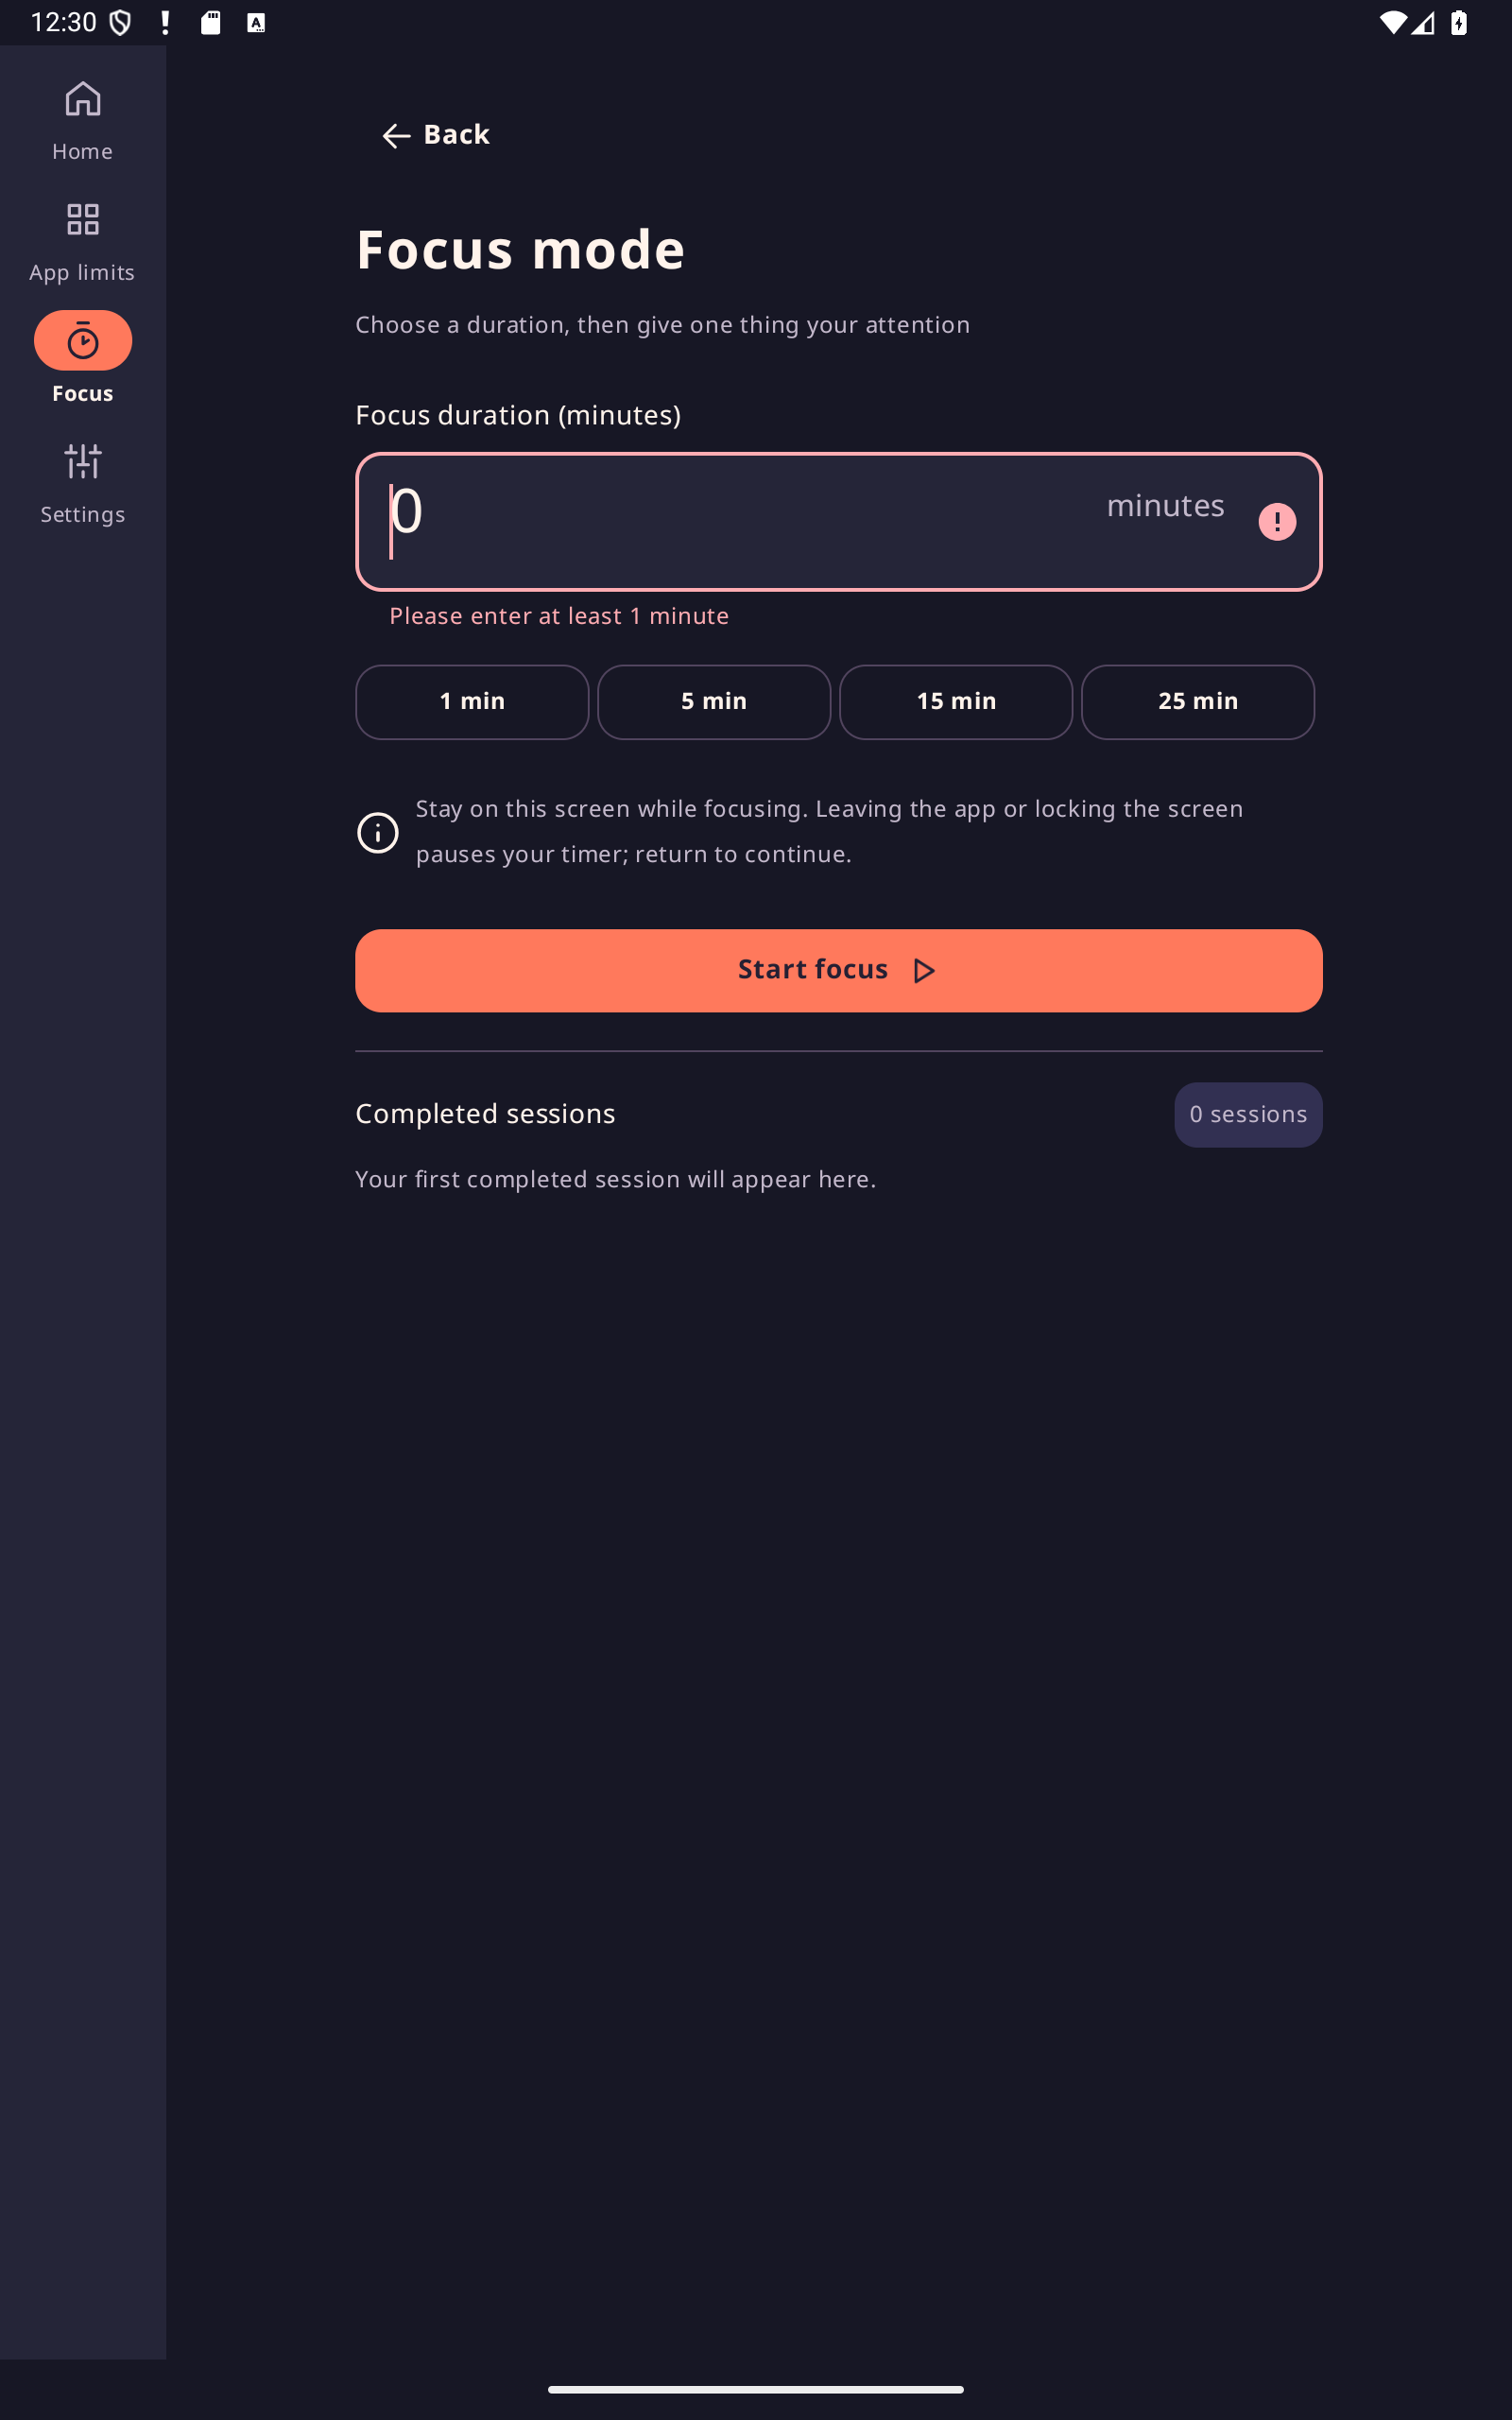 12:30
Home
App limits
Focus
Settings
Back
Focus mode
Choose a duration, then give one thing your attention
Focus duration (minutes)
0 minutes
Please enter at least 1 minute
1 min 5 min 15 min 25 min
Stay on this screen while focusing. Leaving the app or locking the screen
pauses your timer; return to continue.
Start focus
Completed sessions 0 sessions
Your first completed session will appear here.